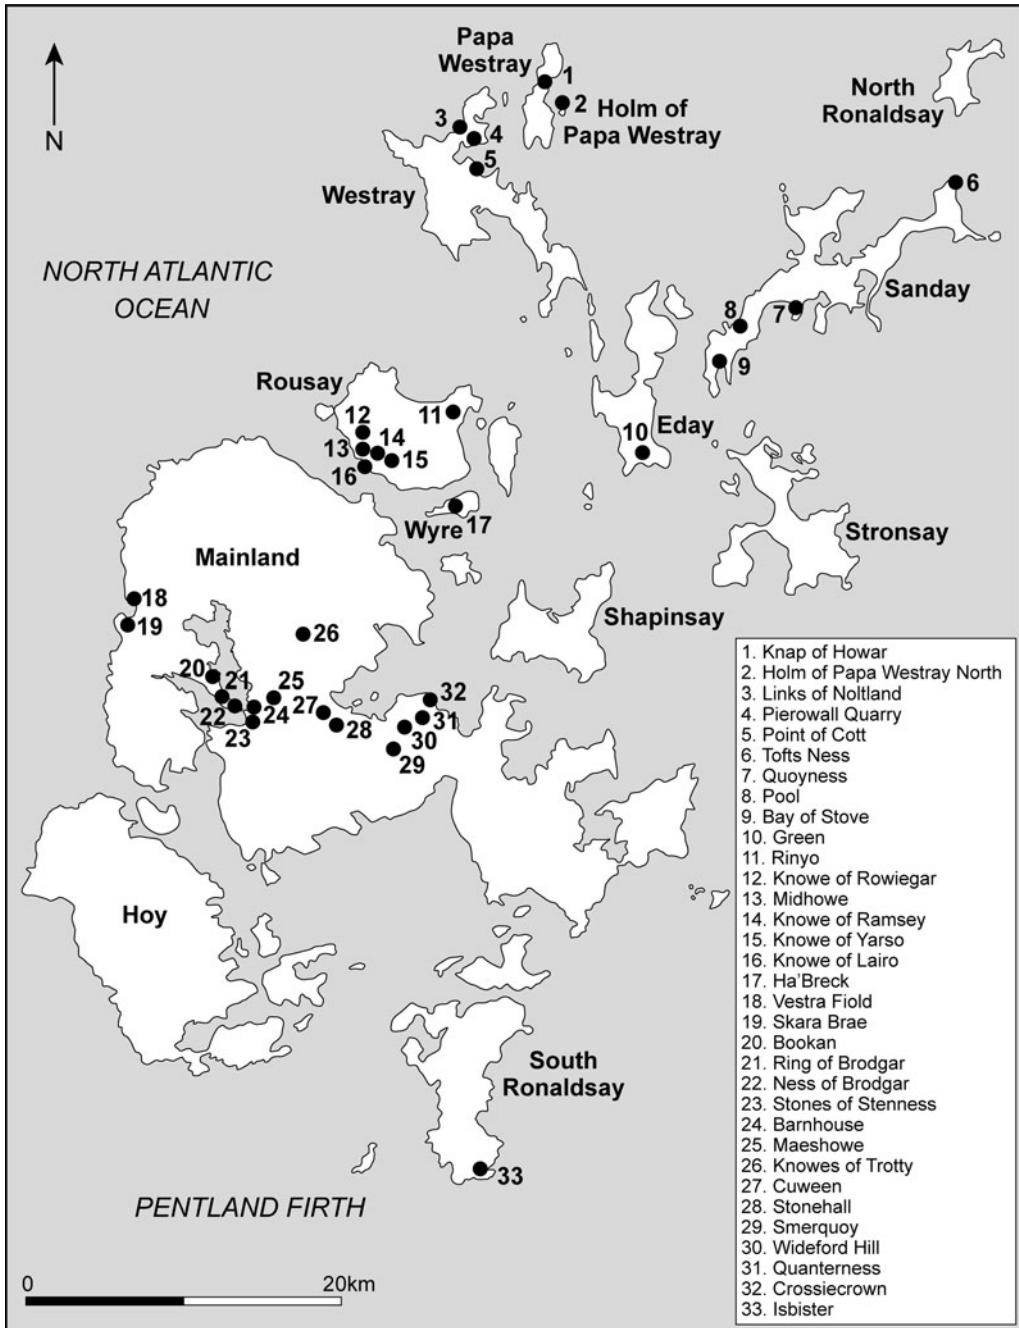 Papa
Westray
1
2
Holm of
Papa Westray
North
Ronaldsay
N
3
4
5
Westray
6
NORTH ATLANTIC
OCEAN
Sanday
7
8
9
Rousay
11
12
13
14
15
16
10
Eday
Wyre
17
Stronsay
Mainland
18
19
Shapinsay
26
20
21
22
23
24
25
27
28
29
30
31
32
Hoy
South
Ronaldsay
33
PENTLAND FIRTH
0
20km
1. Knap of Howar
2. Holm of Papa Westray North
3. Links of Noltland
4. Pierowall Quarry
5. Point of Cott
6. Tofts Ness
7. Quoyness
8. Pool
9. Bay of Stove
10. Green
11. Rinyo
12. Knowe of Rowiegar
13. Midhowe
14. Knowe of Ramsey
15. Knowe of Yarso
16. Knowe of Lairo
17. Ha'Breck
18. Vestra Fiold
19. Skara Brae
20. Bookan
21. Ring of Brodgar
22. Ness of Brodgar
23. Stones of Stenness
24. Barnhouse
25. Maeshowe
26. Knowes of Trotty
27. Cuween
28. Stonehall
29. Smerquoy
30. Wideford Hill
31. Quanterness
32. Crossiecrown
33. Isbister